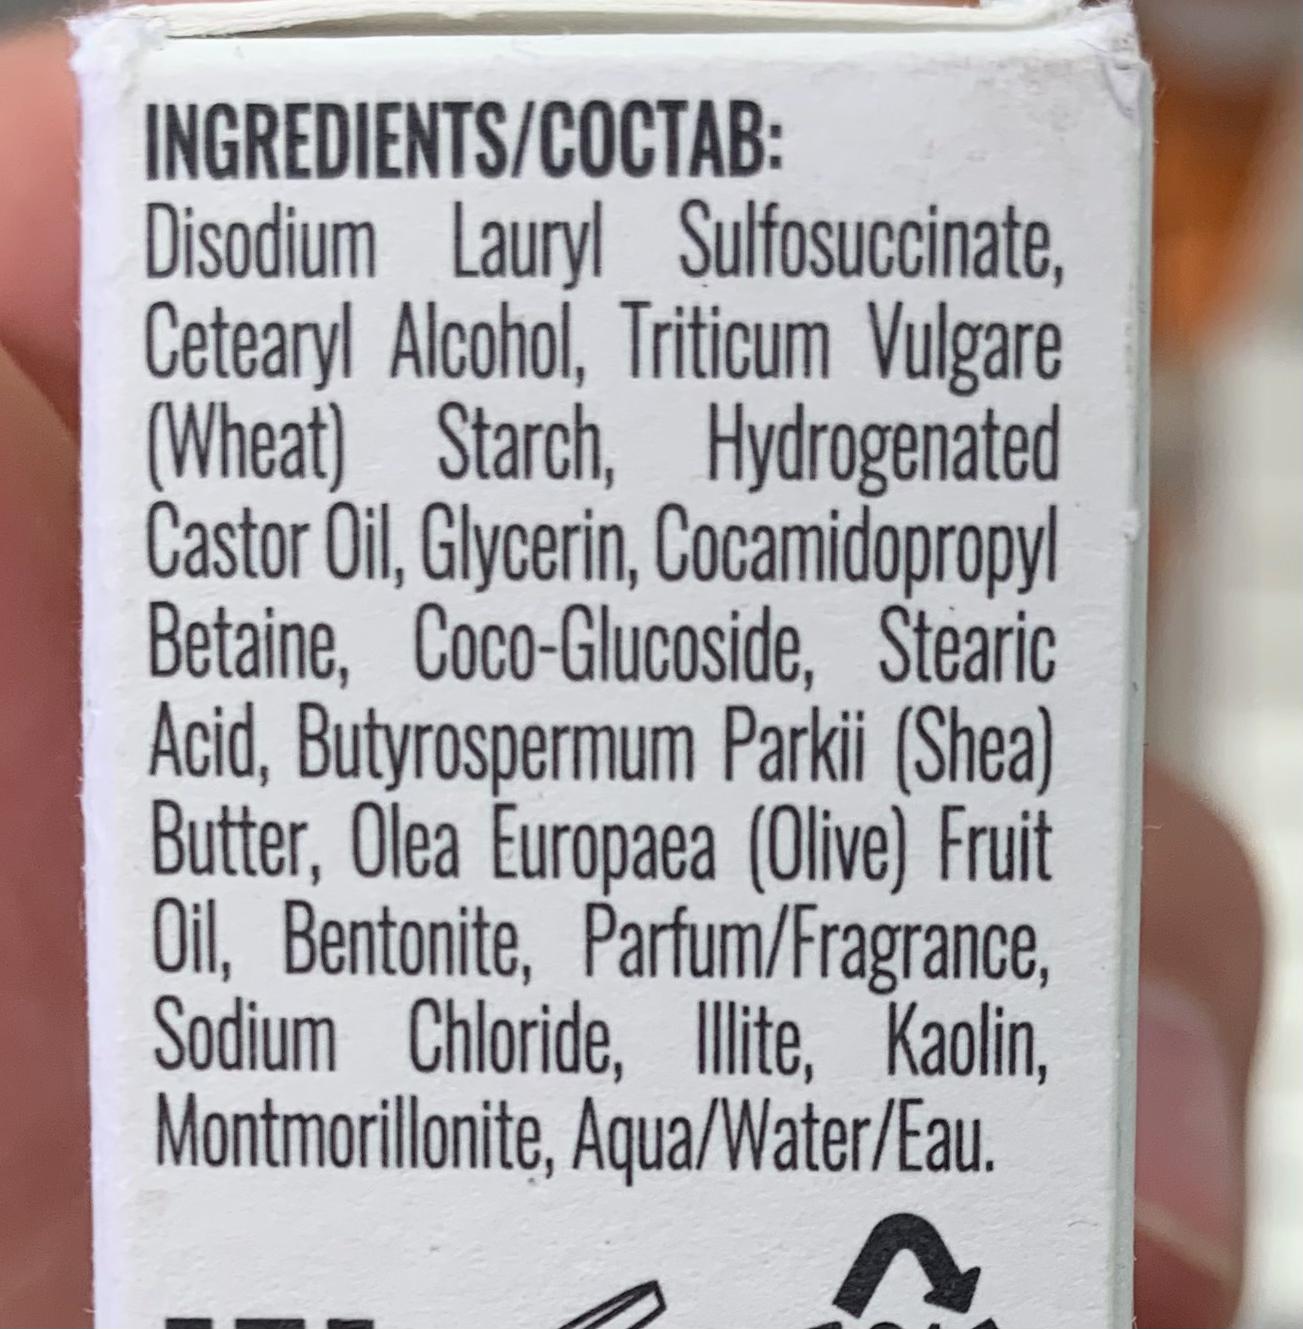 INGREDIENTS/СОСТАВ:
Disodium Lauryl Sulfosuccinate,
Cetearyl Alcohol, Triticum Vulgare
(Wheat) Starch, Hydrogenated
Castor Oil, Glycerin, Cocamidopropyl
Betaine, Coco-Glucoside, Stearic
Acid, Butyrospermum Parkii (Shea)
Butter, Olea Europaea (Olive) Fruit
Oil, Bentonite, Parfum/Fragrance,
Sodium Chloride, Illite, Kaolin,
Montmorillonite, Aqua/Water/Eau.